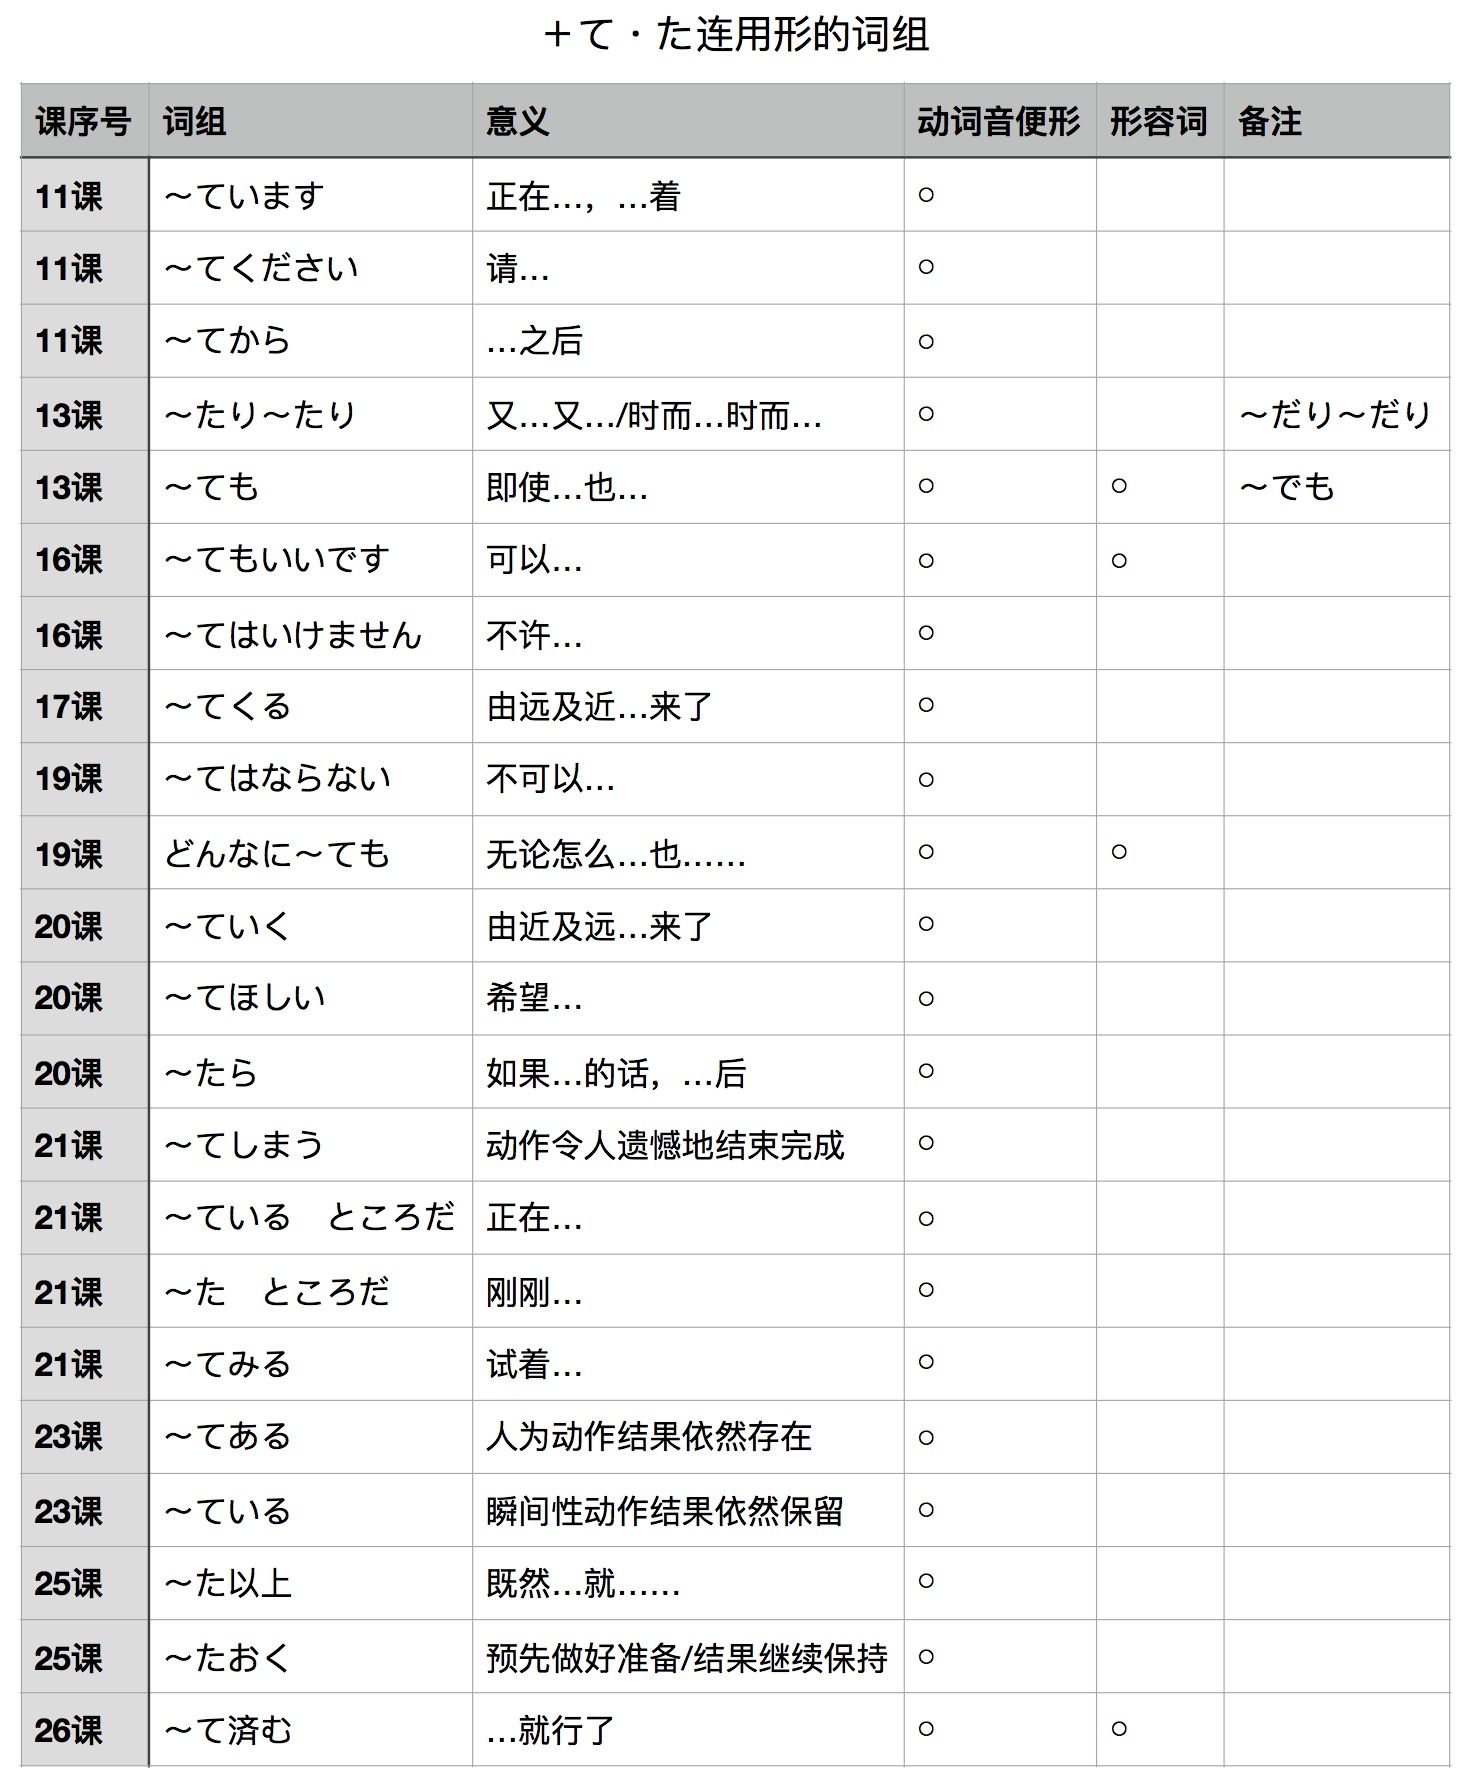 ＋て・た连用形的词组
课序号 词组 意义 动词音便形 形容词 备注
11课 〜ています 正在…，…着 ○
11课 〜てください 请… ○
11课 〜てから …之后 ○
13课 〜たり〜たり 又…又…/时而…时而… ○ 〜だり〜だり
13课 〜ても 即使…也… ○ ○ 〜でも
16课 〜てもいいです 可以… ○ ○
16课 〜てはいけません 不许… ○
17课 〜てくる 由远及近…来了 ○
19课 〜てはならない 不可以… ○
19课 どんなに〜ても 无论怎么…也…… ○ ○
20课 〜ていく 由近及远…来了 ○
20课 〜てほしい 希望… ○
20课 〜たら 如果…的话，…后 ○
21课 〜てしまう 动作令人遗憾地结束完成 ○
21课 〜ている　ところだ 正在… ○
21课 〜た　ところだ 刚刚… ○
21课 〜てみる 试着… ○
23课 〜てある 人为动作结果依然存在 ○
23课 〜ている 瞬间性动作结果依然保留 ○
25课 〜た以上 既然…就…… ○
25课 〜たおく 预先做好准备/结果继续保持 ○
26课 〜て済む …就行了 ○ ○